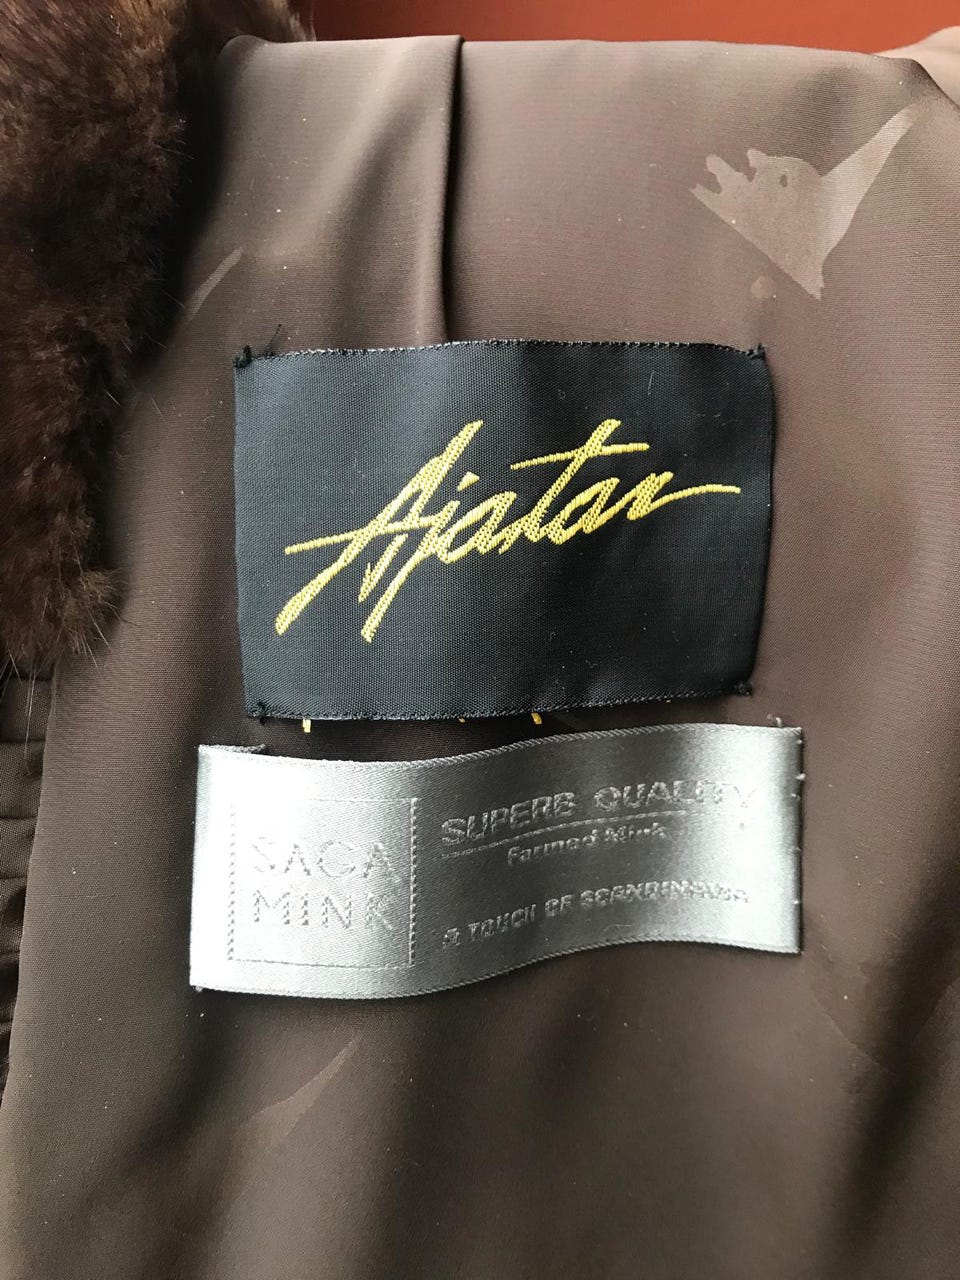 Ajatar
SAGA
MINK
SUPERB QUALITY
Farmed Mink
A TOUCH OF SCANDINAVIA